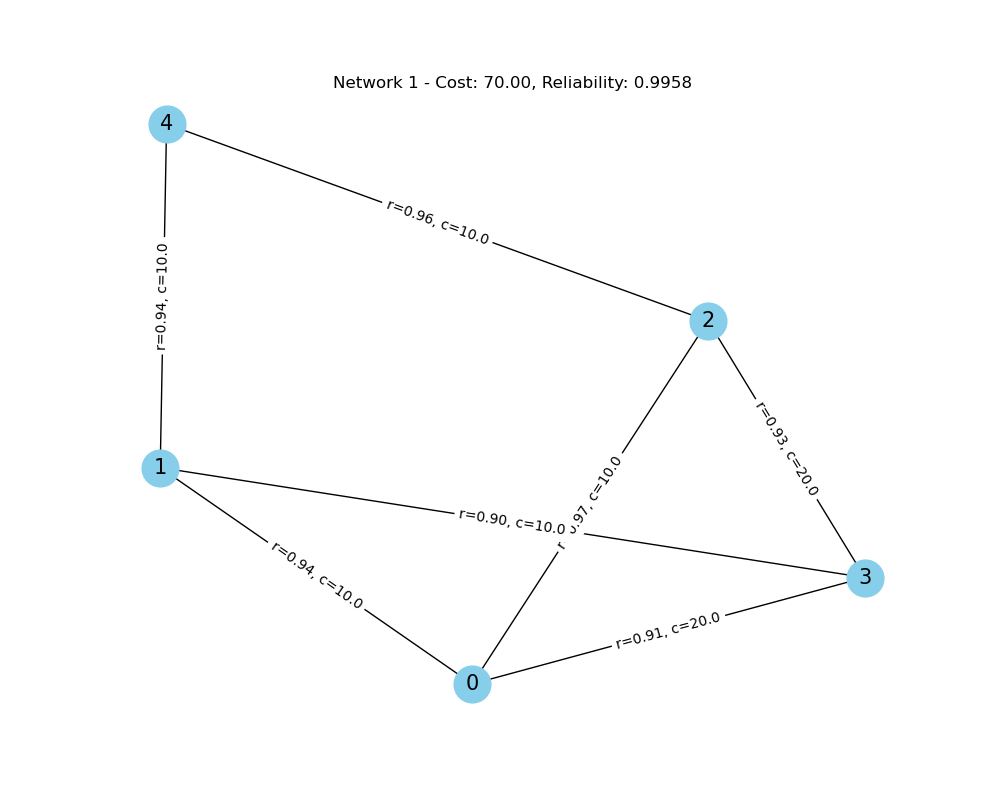 Network 1 - Cost: 70.00, Reliability: 0.9958
4
r=0.96, c=10.0
r=0.94, c=10.0
2
r=0.93, c=20.0
.97, c=10.0
1
r=0.90, c=10.0
r=0.94, c=10.0
3
r=0.91, c=20.0
0